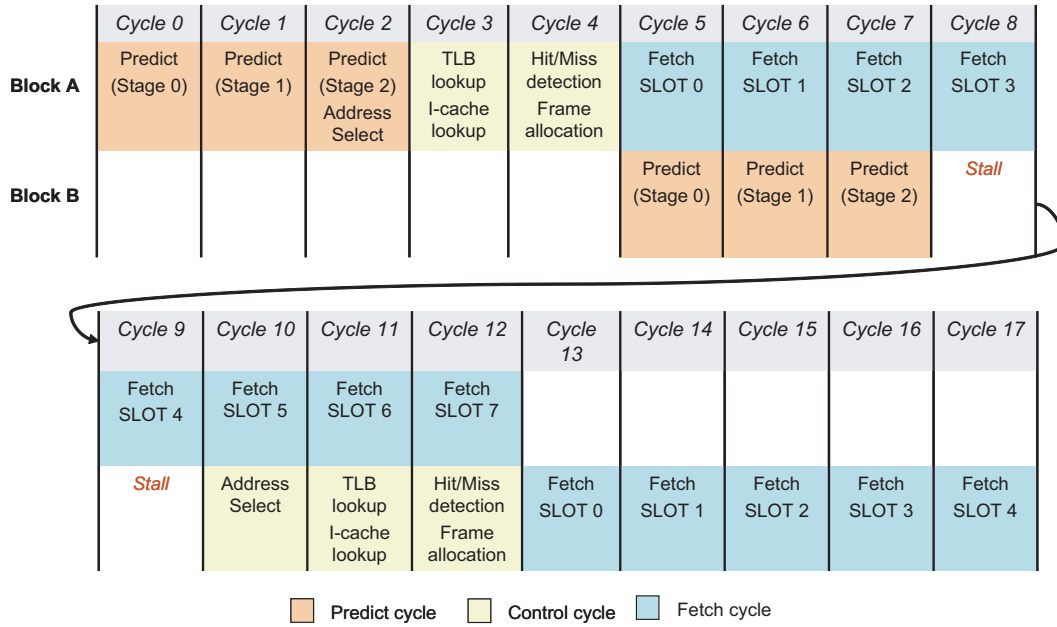 Cycle 0 Cycle 1 Cycle 2 Cycle 3 Cycle 4 Cycle 5 Cycle 6 Cycle 7 Cycle 8
Block A
Predict
(Stage 0)
Predict
(Stage 1)
Predict
(Stage 2)
Address
Select
TLB
lookup
I-cache
lookup
Hit/Miss
detection
Frame
allocation
Fetch
SLOT 0
Fetch
SLOT 1
Fetch
SLOT 2
Fetch
SLOT 3
Block B
Predict
(Stage 0)
Predict
(Stage 1)
Predict
(Stage 2)
Stall
Cycle 9 Cycle 10 Cycle 11 Cycle 12 Cycle
13 Cycle 14 Cycle 15 Cycle 16 Cycle 17
Fetch
SLOT 4
Fetch
SLOT 5
Fetch
SLOT 6
Fetch
SLOT 7
Stall
Address
Select
TLB
lookup
I-cache
lookup
Hit/Miss
detection
Frame
allocation
Fetch
SLOT 0
Fetch
SLOT 1
Fetch
SLOT 2
Fetch
SLOT 3
Fetch
SLOT 4
Predict cycle
Control cycle
Fetch cycle